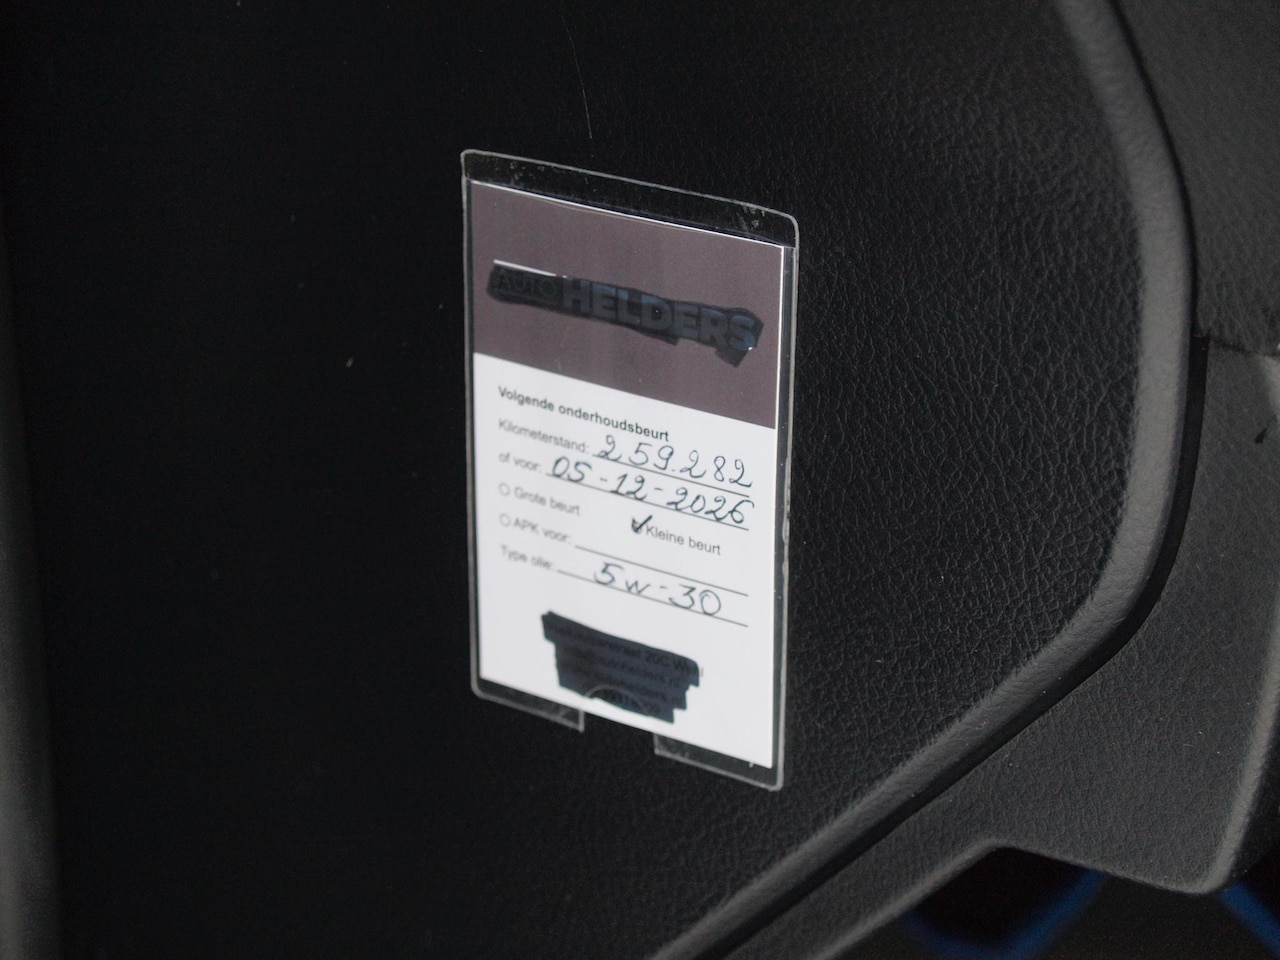 AUTO HELDERS
Volgende onderhoudsbeurt
Kilometerstand: 259.282
of voor: 05-12-2026
Grote beurt Kleine beurt
APK voor:
Type olie: 5w-30